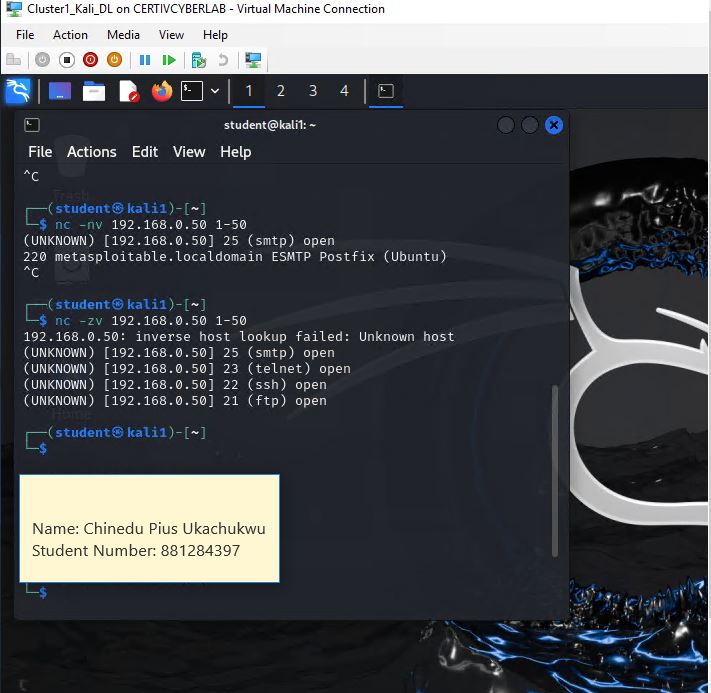 Cluster1_Kali_DL on CERTIVCYBERLAB - Virtual Machine Connection
File Action Media View Help
1 2 3 4
student@kali1: ~
File Actions Edit View Help
^C
Trash
┌──(student㉿kali1)-[~]
└─$ nc -nv 192.168.0.50 1-50
(UNKNOWN) [192.168.0.50] 25 (smtp) open
220 metasploitable.localdomain ESMTP Postfix (Ubuntu)
^C
┌──(student㉿kali1)-[~]
└─$ nc -zv 192.168.0.50 1-50
192.168.0.50: inverse host lookup failed: Unknown host
(UNKNOWN) [192.168.0.50] 25 (smtp) open
(UNKNOWN) [192.168.0.50] 23 (telnet) open
(UNKNOWN) [192.168.0.50] 22 (ssh) open
(UNKNOWN) [192.168.0.50] 21 (ftp) open
Home
┌──(student㉿kali1)-[~]
└─$
Name: Chinedu Pius Ukachukwu
Student Number: 881284397
└─$